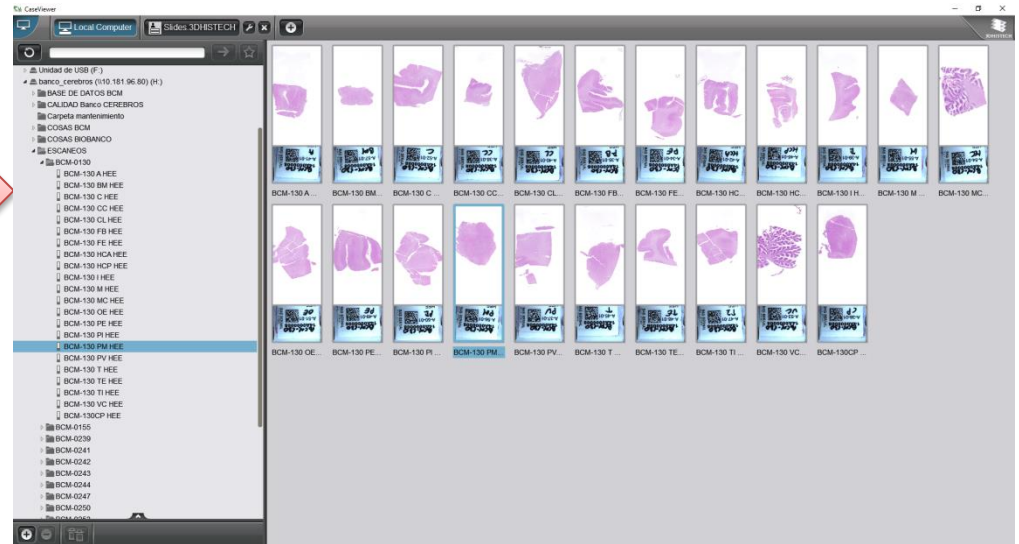 CaseViewer
Local Computer
Slides 3DHISTECH
3DHISTECH
Unidad de USB (F:)
banco_cerebros (\\10.181.96.80) (H:)
BASE DE DATOS BCM
CALIDAD Banco CEREBROS
Carpeta mantenimiento
COSAS BCM
COSAS BIOBANCO
ESCANEOS
BCM-0130
BCM-130 A HEE
BCM-130 BM HEE
BCM-130 C HEE
BCM-130 CC HEE
BCM-130 CL HEE
BCM-130 FB HEE
BCM-130 FE HEE
BCM-130 HCA HEE
BCM-130 HCP HEE
BCM-130 I HEE
BCM-130 M HEE
BCM-130 MC HEE
BCM-130 OE HEE
BCM-130 PE HEE
BCM-130 PI HEE
BCM-130 PM HEE
BCM-130 PV HEE
BCM-130 T HEE
BCM-130 TE HEE
BCM-130 TI HEE
BCM-130 VC HEE
BCM-130CP HEE
BCM-0155
BCM-0239
BCM-0241
BCM-0242
BCM-0243
BCM-0244
BCM-0247
BCM-0250
BCM-130 A ...
BCM-130 BM...
BCM-130 C ...
BCM-130 CC...
BCM-130 CL...
BCM-130 FB...
BCM-130 FE...
BCM-130 HC...
BCM-130 HC...
BCM-130 I H...
BCM-130 M ...
BCM-130 MC...
BCM-130 OE...
BCM-130 PE...
BCM-130 PI ...
BCM-130 PM...
BCM-130 PV...
BCM-130 T ...
BCM-130 TE...
BCM-130 TI ...
BCM-130 VC...
BCM-130CP ...